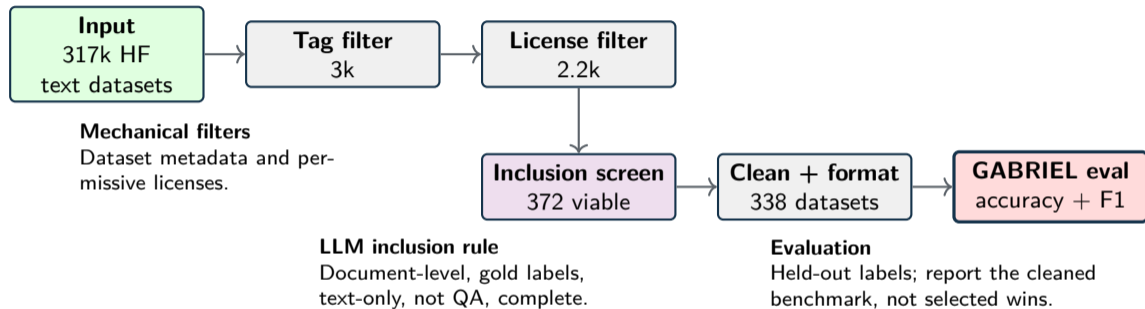 Input
317k HF
text datasets
Tag filter
3k
License filter
2.2k
Mechanical filters
Dataset metadata and per-
missive licenses.
Inclusion screen
372 viable
Clean + format
338 datasets
GABRIEL eval
accuracy + F1
LLM inclusion rule
Document-level, gold labels,
text-only, not QA, complete.
Evaluation
Held-out labels; report the cleaned
benchmark, not selected wins.